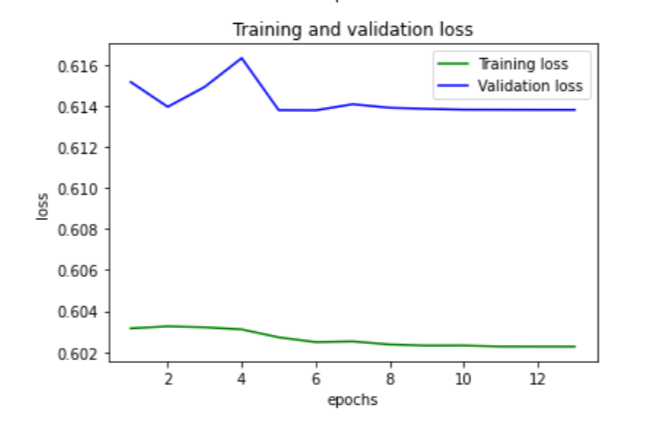 Training and validation loss
Training loss
Validation loss
0.616
0.614
0.612
0.610
0.608
0.606
0.604
0.602
loss
2 4 6 8 10 12
epochs